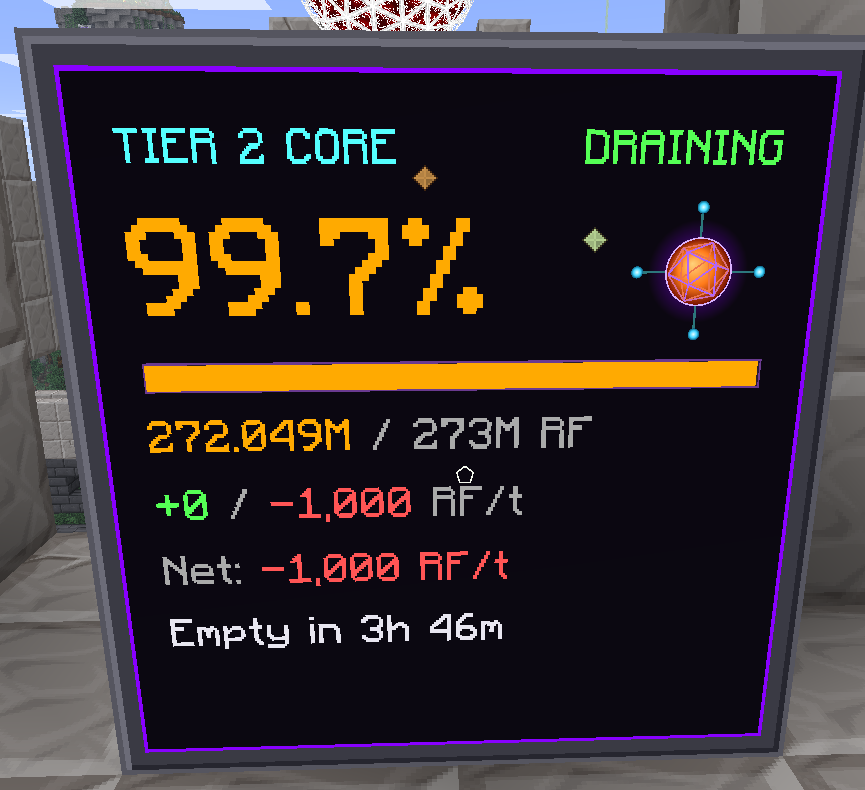 TIER 2 CORE
DRAINING
99.7%
272.049M / 273M RF
+0 / -1,000 RF/t
Net: -1,000 RF/t
Empty in 3h 46m